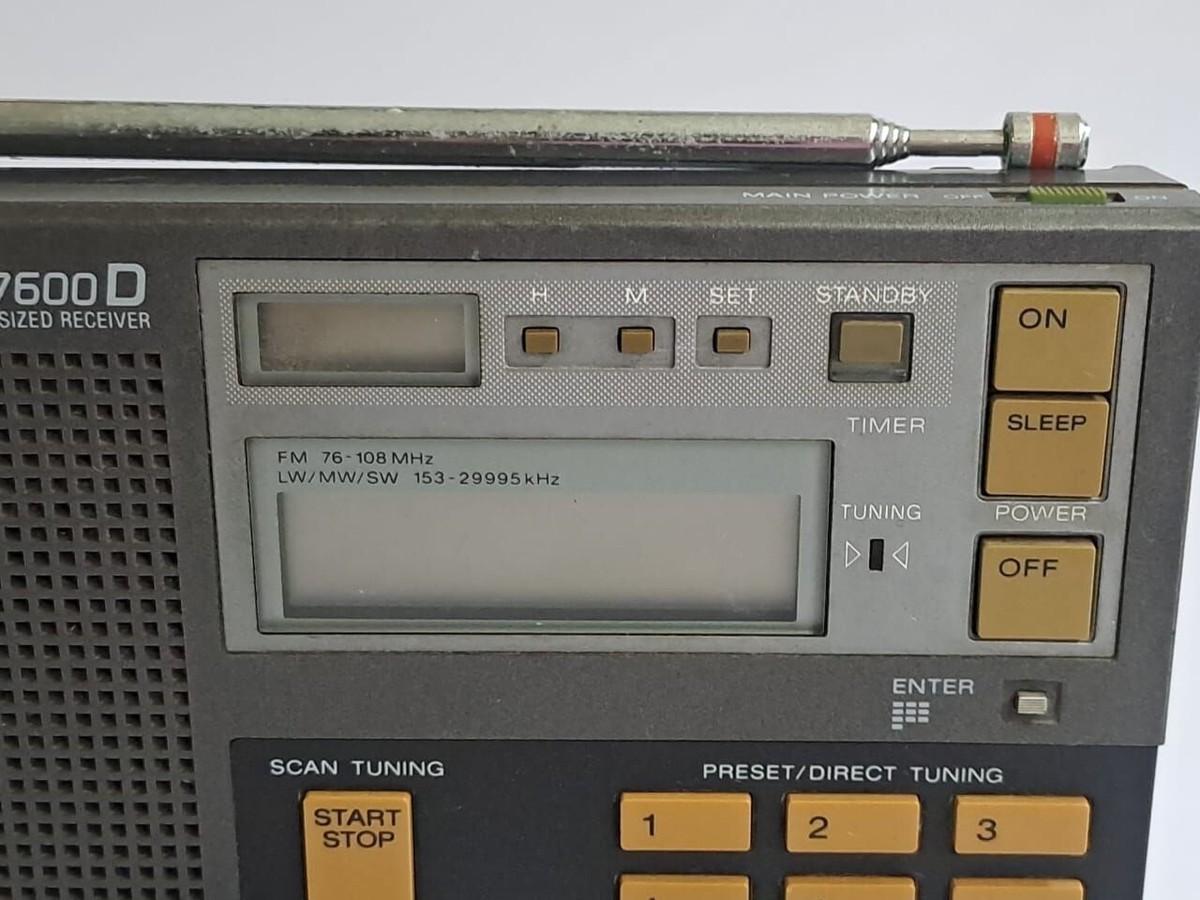 MAIN POWER OFF ON
7600D
SIZED RECEIVER
H M SET STANDBY
ON
SLEEP
TIMER
FM 76-108 MHz
LW/MW/SW 153-29995 kHz
TUNING
POWER
OFF
ENTER
SCAN TUNING
PRESET/DIRECT TUNING
START
STOP
1 2 3